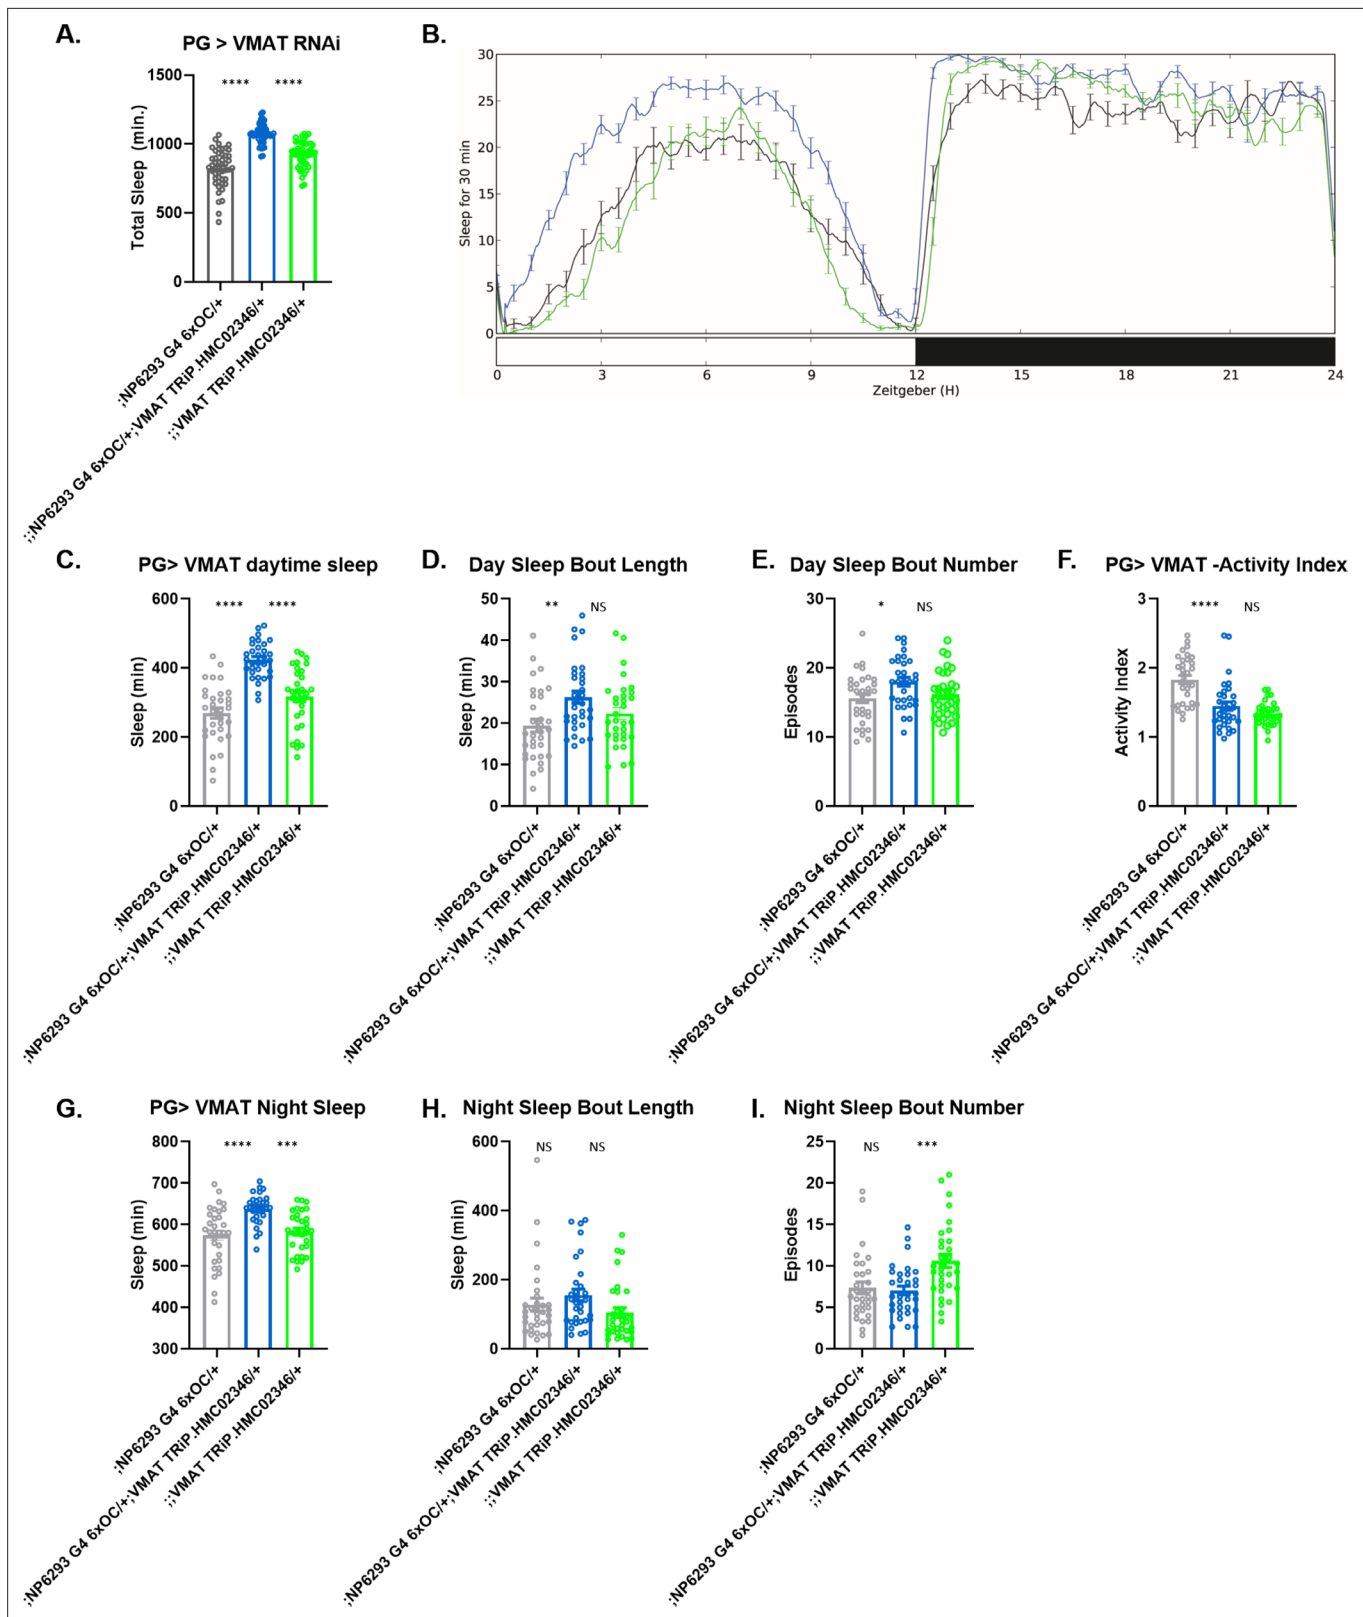 A.
PG > VMAT RNAi
Total Sleep (min.)
1500
1000
500
0
**** ****
;NP6293 G4 6xOC/+
;;NP6293 G4 6xOC/+;VMAT TRiP.HMC02346/+
;;VMAT TRiP.HMC02346/+
B.
Sleep for 30 min
30
25
20
15
10
5
0
0 3 6 9 12 15 18 21 24
Zeitgeber (H)
C.
PG> VMAT daytime sleep
Sleep (min)
600
400
200
0
**** ****
;NP6293 G4 6xOC/+
;NP6293 G4 6xOC/+;VMAT TRiP.HMC02346/+
;;VMAT TRiP.HMC02346/+
D.
Day Sleep Bout Length
Sleep (min)
50
40
30
20
10
0
** NS
;NP6293 G4 6xOC/+
;NP6293 G4 6xOC/+;VMAT TRiP.HMC02346/+
;;VMAT TRiP.HMC02346/+
E.
Day Sleep Bout Number
Episodes
30
20
10
0
* NS
;NP6293 G4 6xOC/+
;NP6293 G4 6xOC/+;VMAT TRiP.HMC02346/+
;;VMAT TRiP.HMC02346/+
F.
PG> VMAT -Activity Index
Activity Index
3
2
1
0
**** NS
;NP6293 G4 6xOC/+
;NP6293 G4 6xOC/+;VMAT TRiP.HMC02346/+
;;VMAT TRiP.HMC02346/+
G.
PG> VMAT Night Sleep
Sleep (min)
800
700
600
500
400
300
**** ***
;NP6293 G4 6xOC/+
;NP6293 G4 6xOC/+;VMAT TRiP.HMC02346/+
;;VMAT TRiP.HMC02346/+
H.
Night Sleep Bout Length
Sleep (min)
600
400
200
0
NS NS
;NP6293 G4 6xOC/+
;NP6293 G4 6xOC/+;VMAT TRiP.HMC02346/+
;;VMAT TRiP.HMC02346/+
I.
Night Sleep Bout Number
Episodes
25
20
15
10
5
0
NS ***
;NP6293 G4 6xOC/+
;NP6293 G4 6xOC/+;VMAT TRiP.HMC02346/+
;;VMAT TRiP.HMC02346/+